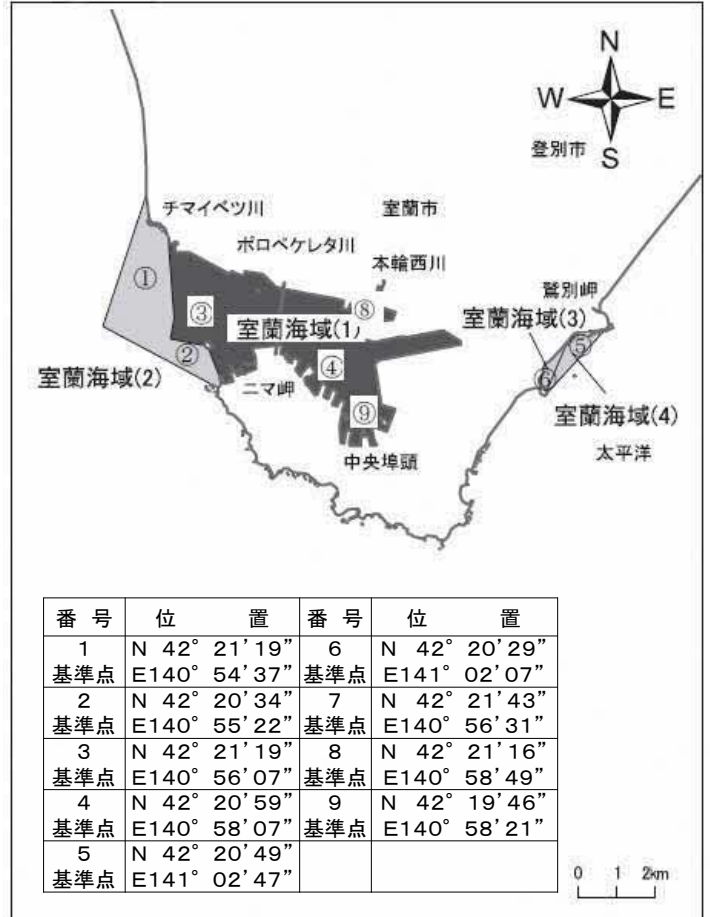 N
W E
S
登別市
チマイベツ川
室蘭市
ポロベケレタ川
本輪西川
①
鷲別岬
③
⑧
室蘭海域(1)
室蘭海域(3)
⑤
②
④
⑥
室蘭海域(2)
ニマ岬
⑨
室蘭海域(4)
中央埠頭
太平洋
番 号 位 置 番 号 位 置
1 N 42° 21'19” 6 N 42° 20'29”
基準点 E140° 54'37” 基準点 E141° 02'07”
2 N 42° 20'34” 7 N 42° 21'43”
基準点 E140° 55'22” 基準点 E140° 56'31”
3 N 42° 21'19” 8 N 42° 21'16”
基準点 E140° 56'07” 基準点 E140° 58'49”
4 N 42° 20'59” 9 N 42° 19'46”
基準点 E140° 58'07” 基準点 E140° 58'21”
5 N 42° 20'49”
基準点 E141° 02'47”
0 1 2km